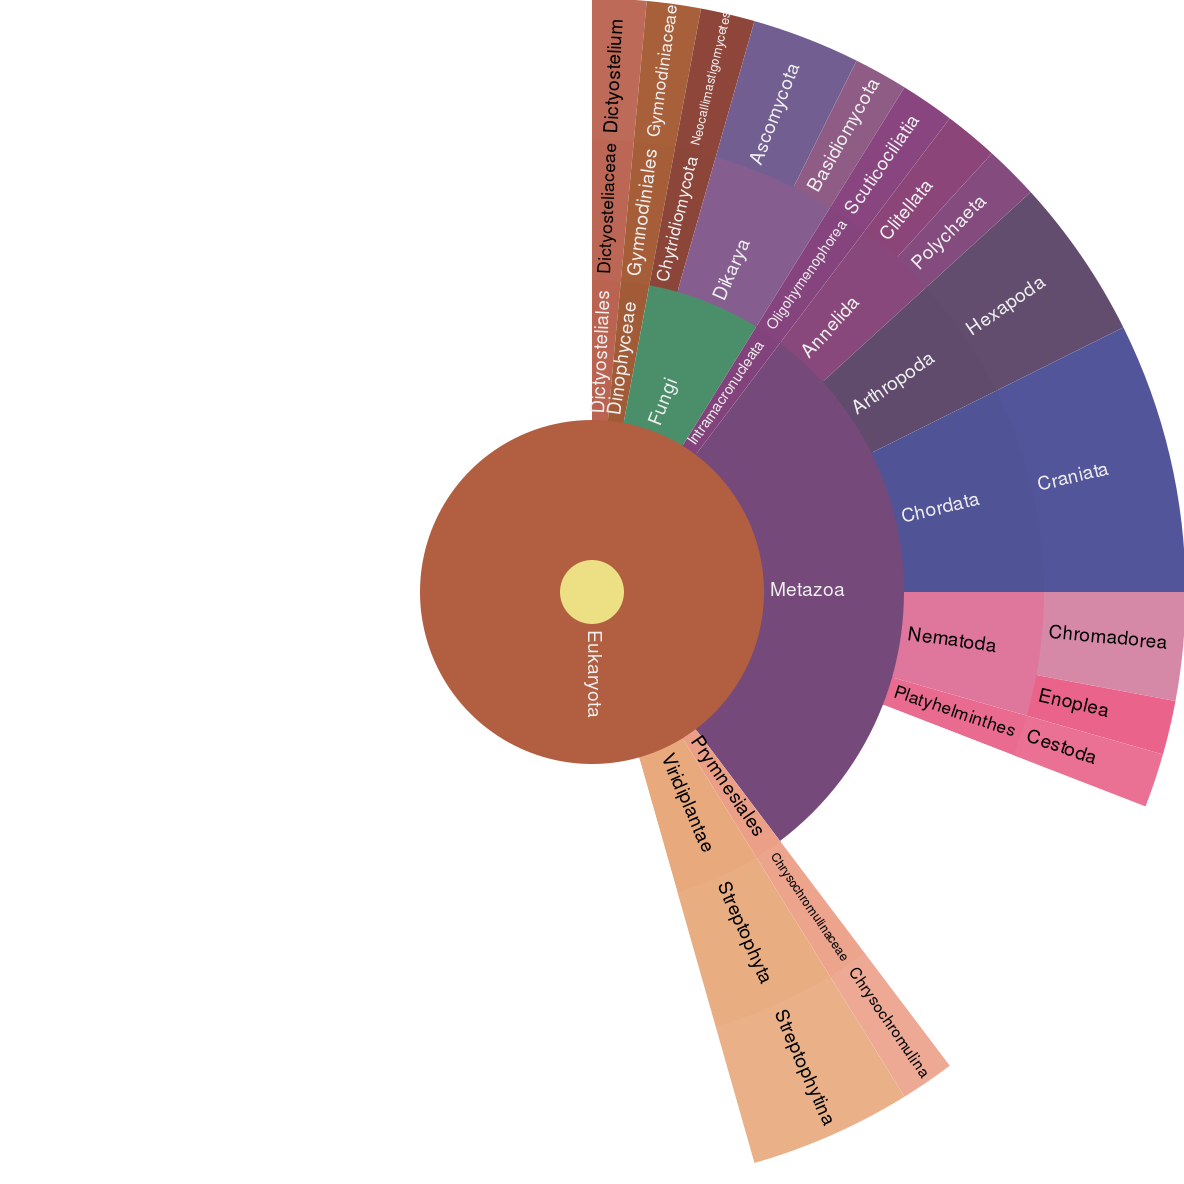 Dictyostelium
Dictyosteliaceae
Dictyosteliales
Gymnodiniaceae
Gymnodiniales
Dinophyceae
Neocallimastigomycetes
Chytridiomycota
Ascomycota
Basidiomycota
Dikarya
Fungi
Scuticociliatia
Oligohymenophorea
Intramacronucleata
Clitellata
Polychaeta
Annelida
Hexapoda
Arthropoda
Craniata
Chordata
Metazoa
Eukaryota
Nematoda
Chromadorea
Enoplea
Platyhelminthes
Cestoda
Prymnesiales
Chrysochromulinaceae
Chrysochromulina
Viridiplantae
Streptophyta
Streptophytina